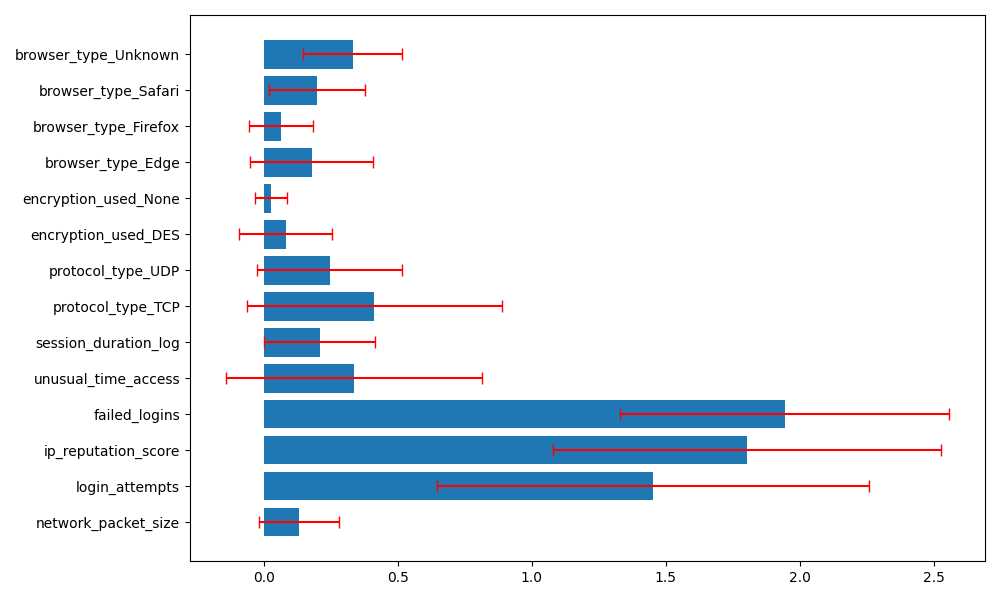 browser_type_Unknown
browser_type_Safari
browser_type_Firefox
browser_type_Edge
encryption_used_None
encryption_used_DES
protocol_type_UDP
protocol_type_TCP
session_duration_log
unusual_time_access
failed_logins
ip_reputation_score
login_attempts
network_packet_size
0.0 0.5 1.0 1.5 2.0 2.5